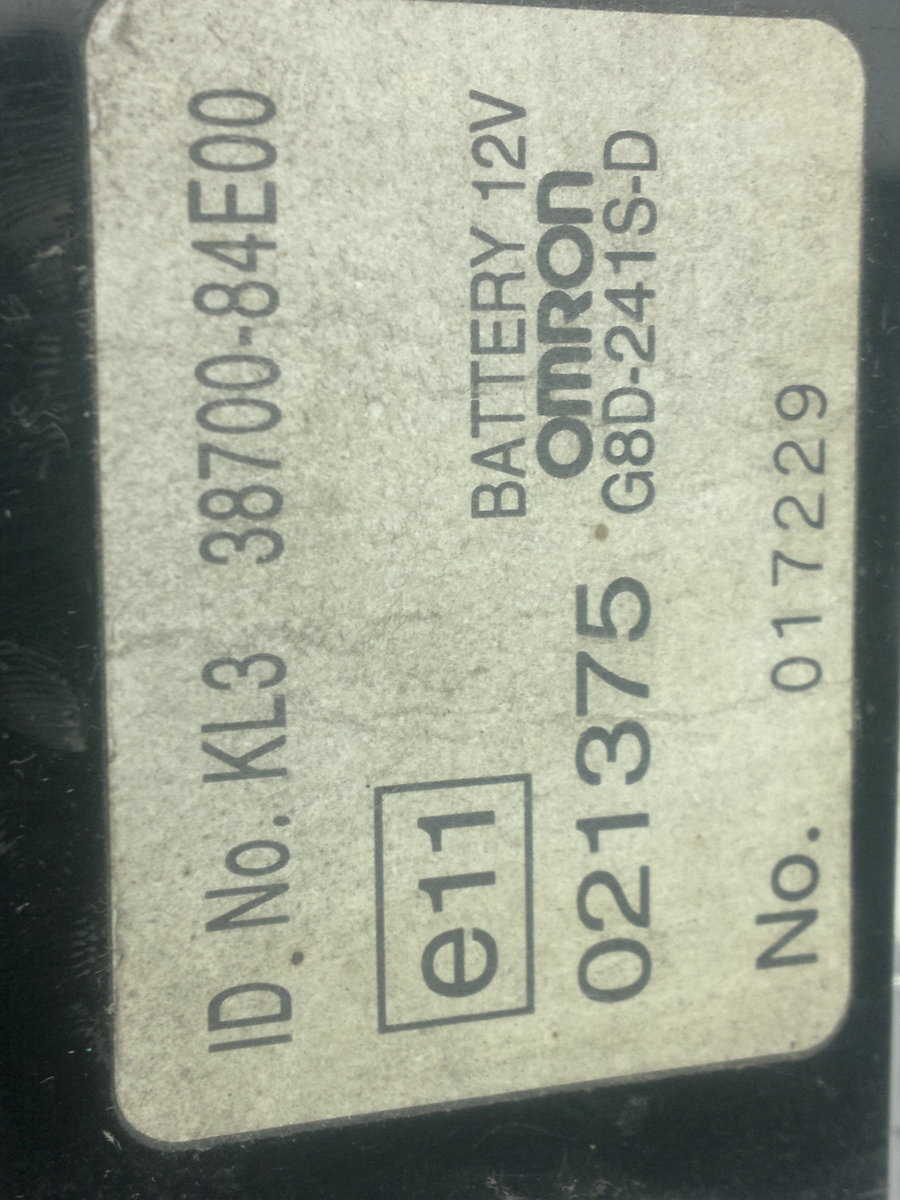 ID No. KL3 38700-84E00
BATTERY 12V
e11
OMRON
021375 G8D-241S-D
No. 017229